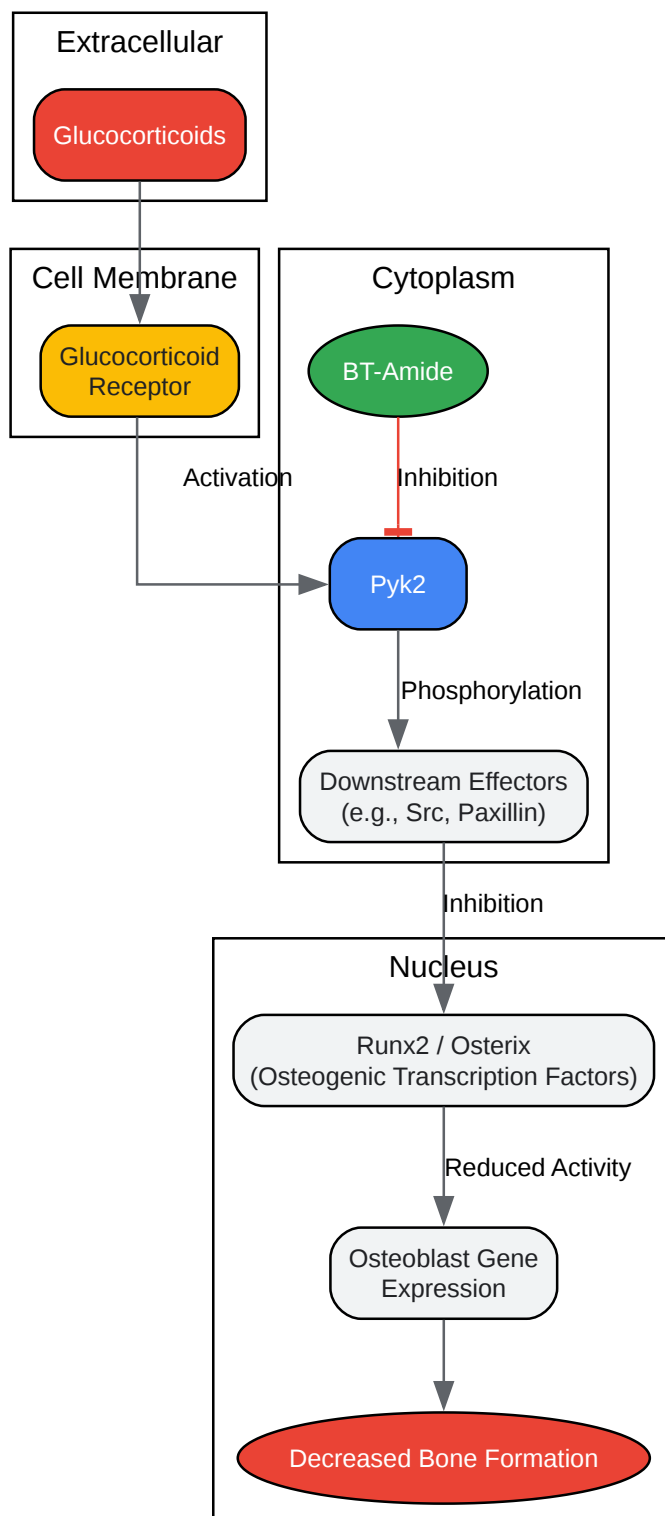 Extracellular
Glucocorticoids
Cell Membrane
Glucocorticoid
Receptor
Cytoplasm
BT-Amide
Activation
Inhibition
Pyk2
Phosphorylation
Downstream Effectors
(e.g., Src, Paxillin)
Inhibition
Nucleus
Runx2 / Osterix
(Osteogenic Transcription Factors)
Reduced Activity
Osteoblast Gene
Expression
Decreased Bone Formation